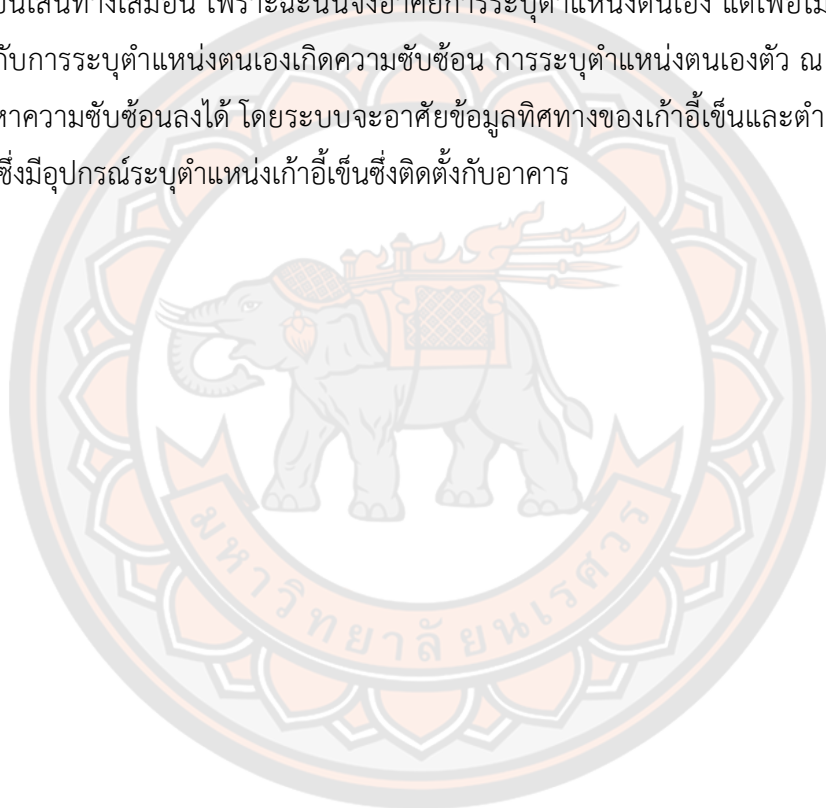 เส้นทางเสมือน เพราะฉะนั้นจึงอาศัยการระบุตำแหน่งตนเอง แต่เพื่อไม่
กับการระบุตำแหน่งตนเองเกิดความซับซ้อน การระบุตำแหน่งตนเองตัว ณ
หาความซับซ้อนลงได้ โดยระบบจะอาศัยข้อมูลทิศทางของเก้าอี้เข็นและตำ
ซึ่งมีอุปกรณ์ระบุตำแหน่งเก้าอี้เข็นซึ่งติดตั้งกับอาคาร
มหาวิทยาลัยนเรศวร